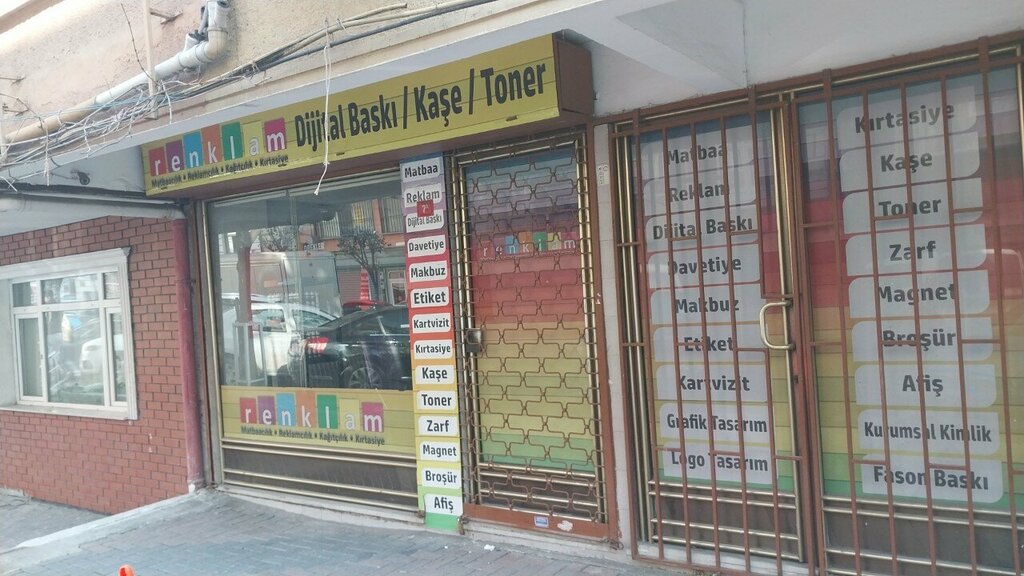 renklam Dijital Baskı / Kaşe / Toner
Matbaacılık • Reklamcılık • Kağıtçılık • Kırtasiye
Matbaa
Reklam
Dijital Baskı
Davetiye
Makbuz
Etiket
Kartvizit
Kırtasiye
Kaşe
Toner
Zarf
Magnet
Broşür
Afiş
renklam
Matbaacılık • Reklamcılık • Kağıtçılık • Kırtasiye
renklam
Matbaa
Reklam
Dijital Baskı
Davetiye
Makbuz
Etiket
Kartvizit
Grafik Tasarım
Logo Tasarım
Kırtasiye
Kaşe
Toner
Zarf
Magnet
Broşür
Afiş
Kurumsal Kimlik
Fason Baskı